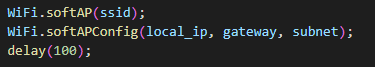 WiFi.softAP(ssid);
WiFi.softAPConfig(local_ip, gateway, subnet);
delay(100);